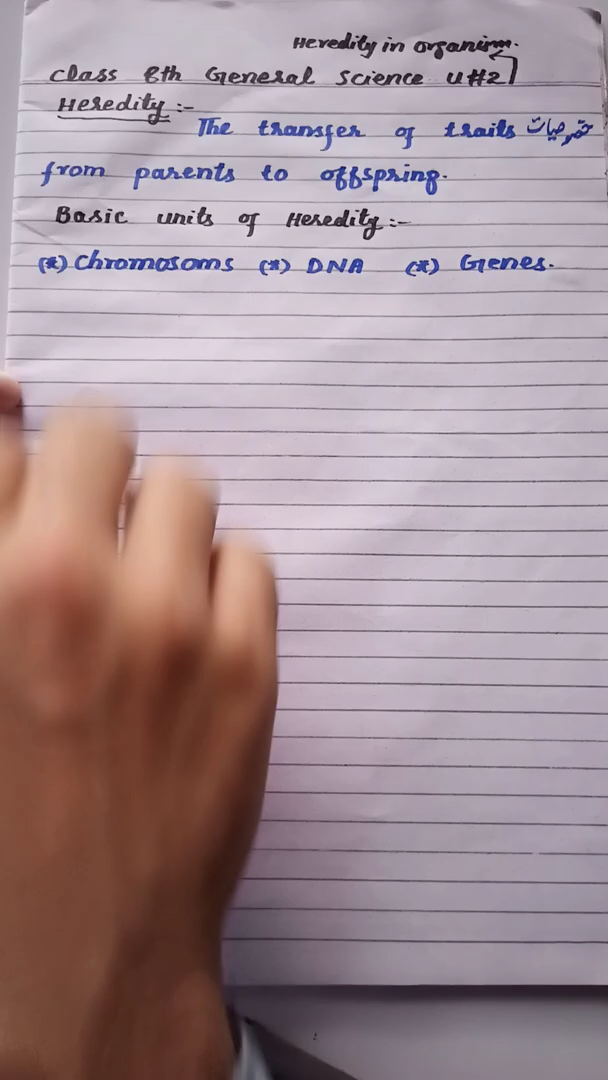 Heredity in organism.
Class 8th General Science U#2
Heredity :-
The transfer of traits
from parents to offspring.
Basic units of Heredity :-
(*) Chromosoms (*) DNA (*) Genes.